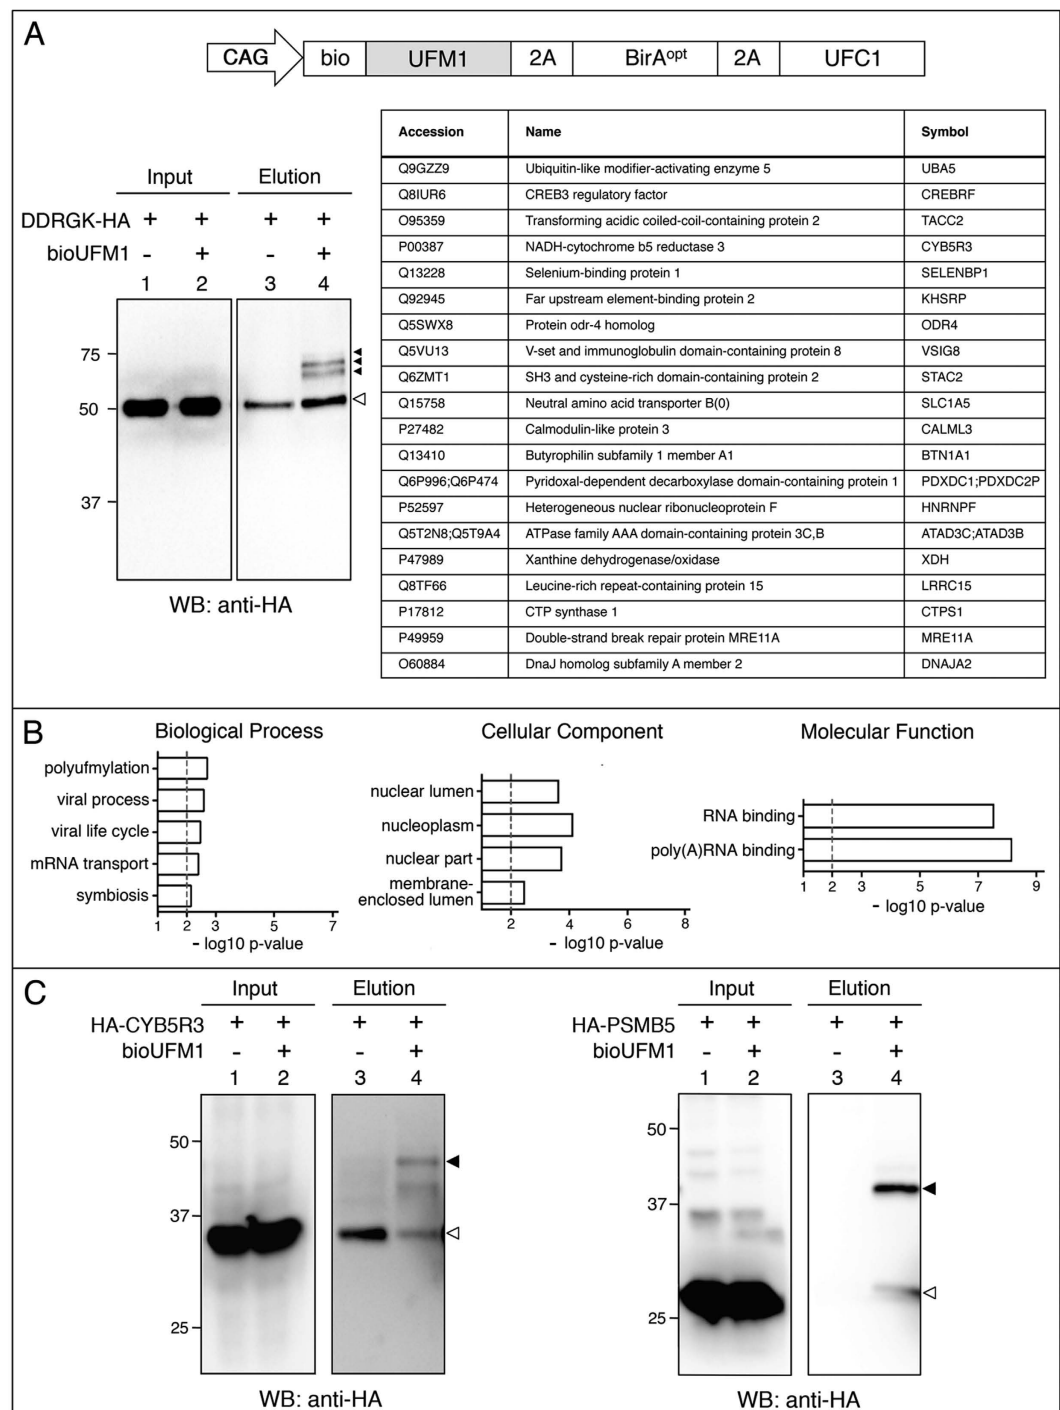 A
CAG bio UFM1 2A BirAopt 2A UFC1
Input Elution
DDRGK-HA + + + +
bioUFM1 - + - +
1 2 3 4
75
50
37
WB: anti-HA
Accession Name Symbol
Q9GZZ9 Ubiquitin-like modifier-activating enzyme 5 UBA5
Q8IUR6 CREB3 regulatory factor CREBRF
O95359 Transforming acidic coiled-coil-containing protein 2 TACC2
P00387 NADH-cytochrome b5 reductase 3 CYB5R3
Q13228 Selenium-binding protein 1 SELENBP1
Q92945 Far upstream element-binding protein 2 KHSRP
Q5SWX8 Protein odr-4 homolog ODR4
Q5VU13 V-set and immunoglobulin domain-containing protein 8 VSIG8
Q6ZMT1 SH3 and cysteine-rich domain-containing protein 2 STAC2
Q15758 Neutral amino acid transporter B(0) SLC1A5
P27482 Calmodulin-like protein 3 CALML3
Q13410 Butyrophilin subfamily 1 member A1 BTN1A1
Q6P996;Q6P474 Pyridoxal-dependent decarboxylase domain-containing protein 1 PDXDC1;PDXDC2P
P52597 Heterogeneous nuclear ribonucleoprotein F HNRNPF
Q5T2N8;Q5T9A4 ATPase family AAA domain-containing protein 3C,B ATAD3C;ATAD3B
P47989 Xanthine dehydrogenase/oxidase XDH
Q8TF66 Leucine-rich repeat-containing protein 15 LRRC15
P17812 CTP synthase 1 CTPS1
P49959 Double-strand break repair protein MRE11A MRE11A
O60884 DnaJ homolog subfamily A member 2 DNAJA2
B
Biological Process
polyufmylation
viral process
viral life cycle
mRNA transport
symbiosis
1 2 3 5 7
- log10 p-value
Cellular Component
nuclear lumen
nucleoplasm
nuclear part
membrane-
enclosed lumen
2 4 6 8
- log10 p-value
Molecular Function
RNA binding
poly(A)RNA binding
1 2 3 5 7 9
- log10 p-value
C
Input Elution
HA-CYB5R3 + + + +
bioUFM1 - + - +
1 2 3 4
50
37
25
WB: anti-HA
Input Elution
HA-PSMB5 + + + +
bioUFM1 - + - +
1 2 3 4
50
37
25
WB: anti-HA